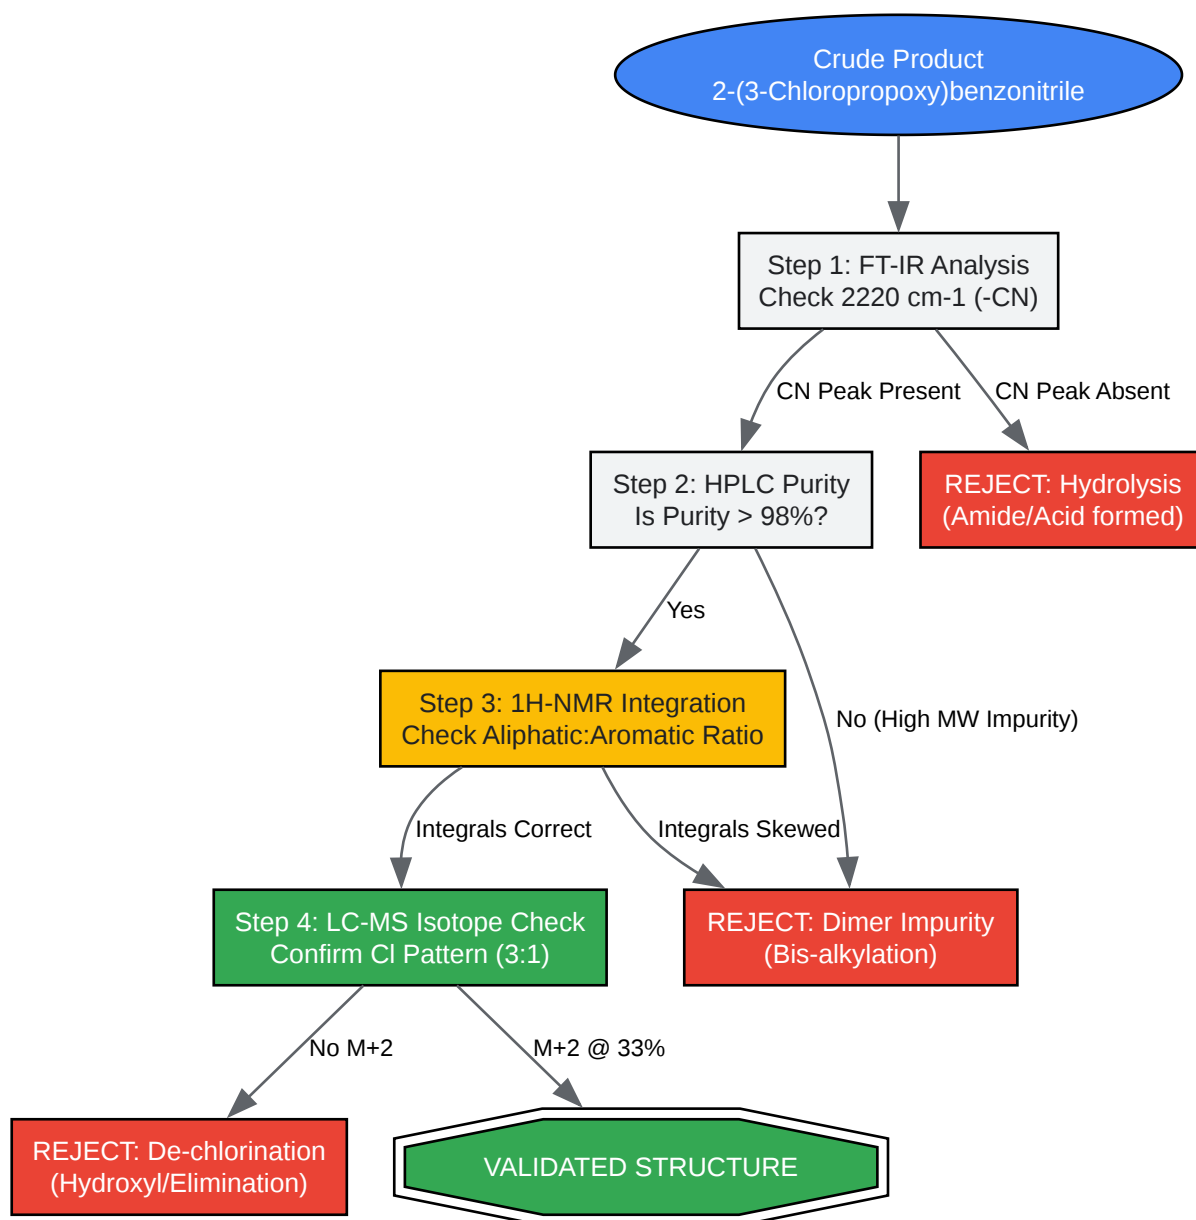 Crude Product
2-(3-Chloropropoxy)benzonitrile
Step 1: FT-IR Analysis
Check 2220 cm-1 (-CN)
CN Peak Present
CN Peak Absent
Step 2: HPLC Purity
Is Purity > 98%?
REJECT: Hydrolysis
(Amide/Acid formed)
Yes
No (High MW Impurity)
Step 3: 1H-NMR Integration
Check Aliphatic:Aromatic Ratio
Integrals Correct
Integrals Skewed
Step 4: LC-MS Isotope Check
Confirm Cl Pattern (3:1)
REJECT: Dimer Impurity
(Bis-alkylation)
No M+2
M+2 @ 33%
REJECT: De-chlorination
(Hydroxyl/Elimination)
VALIDATED STRUCTURE